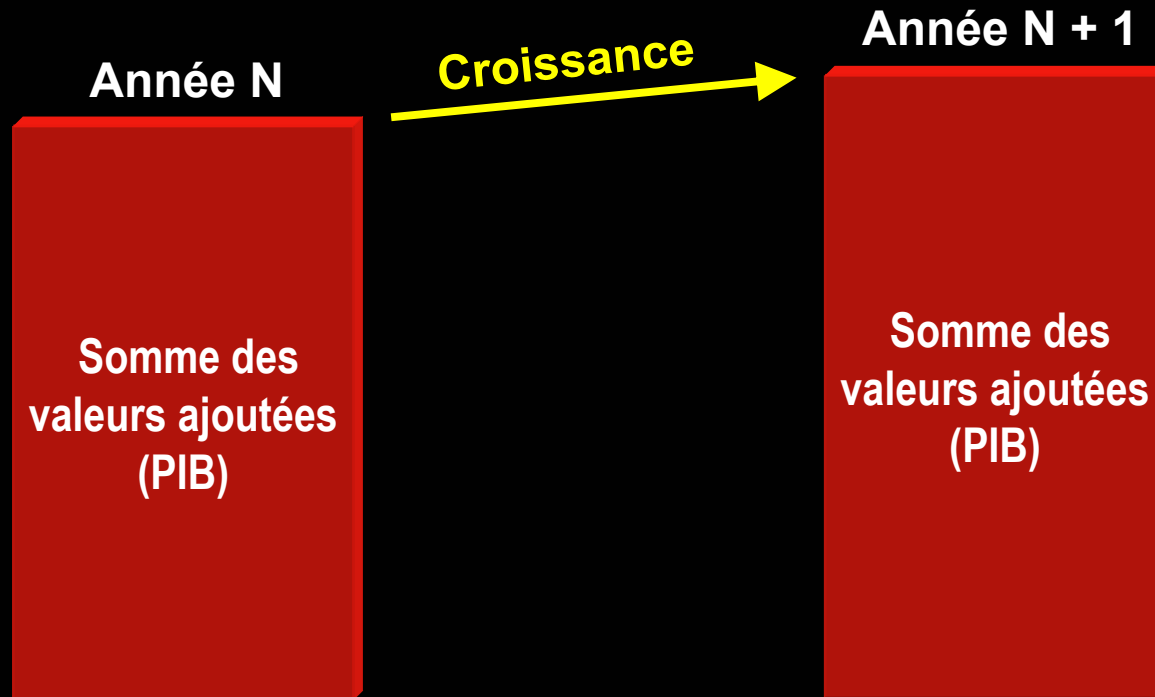 Année N
Croissance
Année N + 1
Somme des
valeurs ajoutées
(PIB)
Somme des
valeurs ajoutées
(PIB)